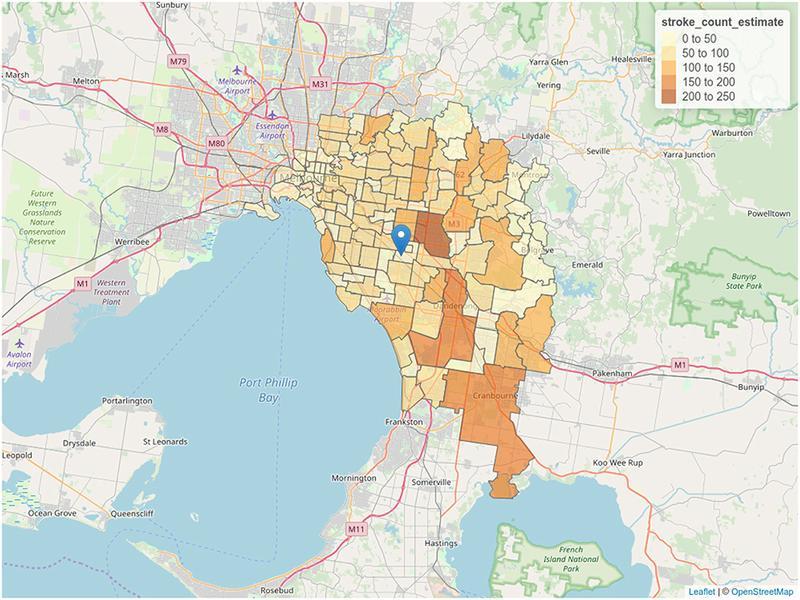 Sunbury
stroke_count_estimate
0 to 50
50 to 100
100 to 150
150 to 200
200 to 250
M79
Yarra Glen
Healesville
Marsh
Melton
Melbourne
Airport
M31
Yering
Essendon
Airport
M8
M80
Lilydale
Warburton
Seville
Yarra Junction
Melbourne
62
Montrose
Future
Western
Grasslands
Nature
Conservation
Reserve
M3
Powelltown
Werribee
Belgrave
Emerald
M1
Western
Treatment
Plant
Bunyip
State Park
Dandenong
Moorabbin
Airport
Avalon
Airport
Port Phillip
Bay
Pakenham
M1
Bunyip
Portarlington
Cranbourne
Frankston
Drysdale
St Leonards
Leopold
Koo Wee Rup
Mornington
Somerville
Ocean Grove
Queenscliff
M11
Hastings
French
Island National
Park
Rosebud
Leaflet | © OpenStreetMap